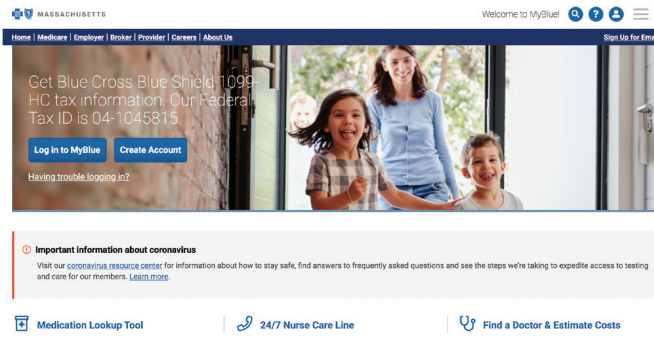 MASSACHUSETTS
Welcome to MyBlue!
Home | Medicare | Employer | Broker | Provider | Careers | About Us
Sign Up for Ema
Get Blue Cross Blue Shield 1099-
HC tax information. Our Federal
Tax ID is 04-1045815.
Log in to MyBlue
Create Account
Having trouble logging in?
Important information about coronavirus
Visit our coronavirus resource center for information about how to stay safe, find answers to frequently asked questions and see the steps we're taking to expedite access to testing
and care for our members. Learn more.
Medication Lookup Tool
24/7 Nurse Care Line
Find a Doctor & Estimate Costs